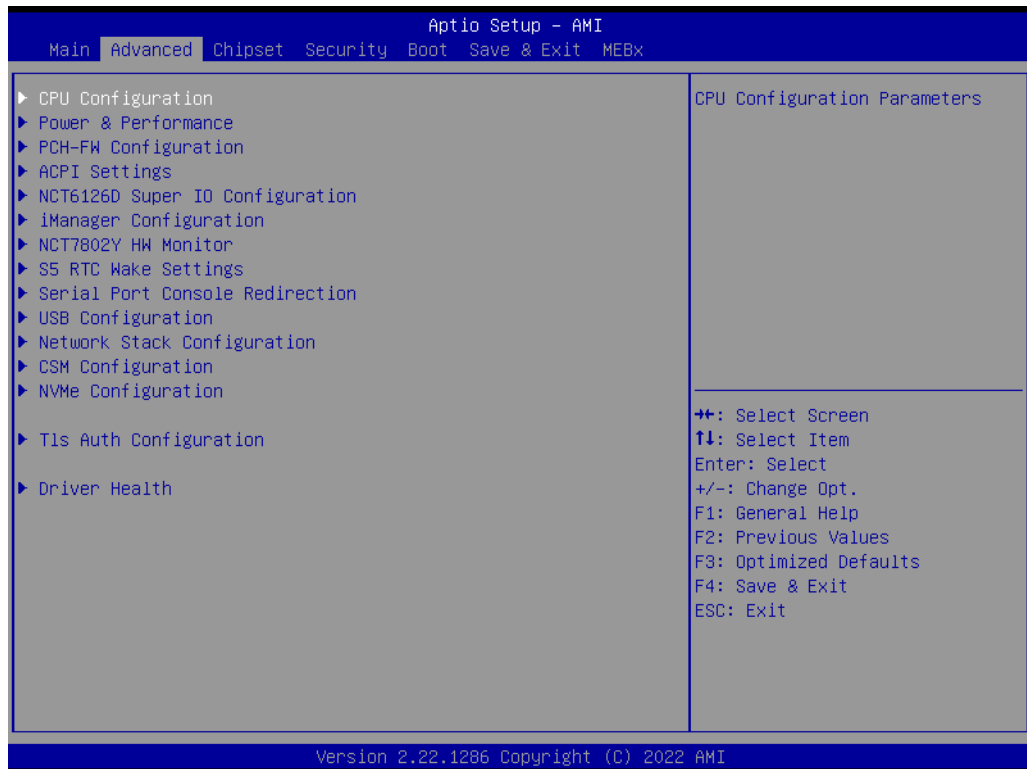 Aptio Setup – AMI
Main Advanced Chipset Security Boot Save & Exit MEBx
▶ CPU Configuration
▶ Power & Performance
▶ PCH-FW Configuration
▶ ACPI Settings
▶ NCT6126D Super IO Configuration
▶ iManager Configuration
▶ NCT7802Y HW Monitor
▶ S5 RTC Wake Settings
▶ Serial Port Console Redirection
▶ USB Configuration
▶ Network Stack Configuration
▶ CSM Configuration
▶ NVMe Configuration
▶ Tls Auth Configuration
▶ Driver Health
CPU Configuration Parameters
→←: Select Screen
↑↓: Select Item
Enter: Select
+/-: Change Opt.
F1: General Help
F2: Previous Values
F3: Optimized Defaults
F4: Save & Exit
ESC: Exit
Version 2.22.1286 Copyright (C) 2022 AMI